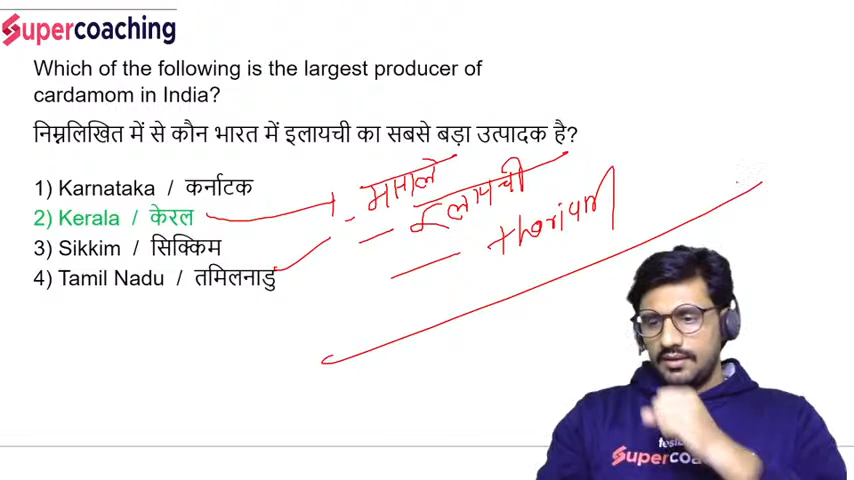 Supercoaching
Which of the following is the largest producer of
cardamom in India?
निम्नलिखित में से कौन भारत में इलायची का सबसे बड़ा उत्पादक है?
1) Karnataka / कर्नाटक
2) Kerala / केरल
3) Sikkim / सिक्किम
4) Tamil Nadu / तमिलनाडु
मसाले
इलायची
thorium
Supercoa